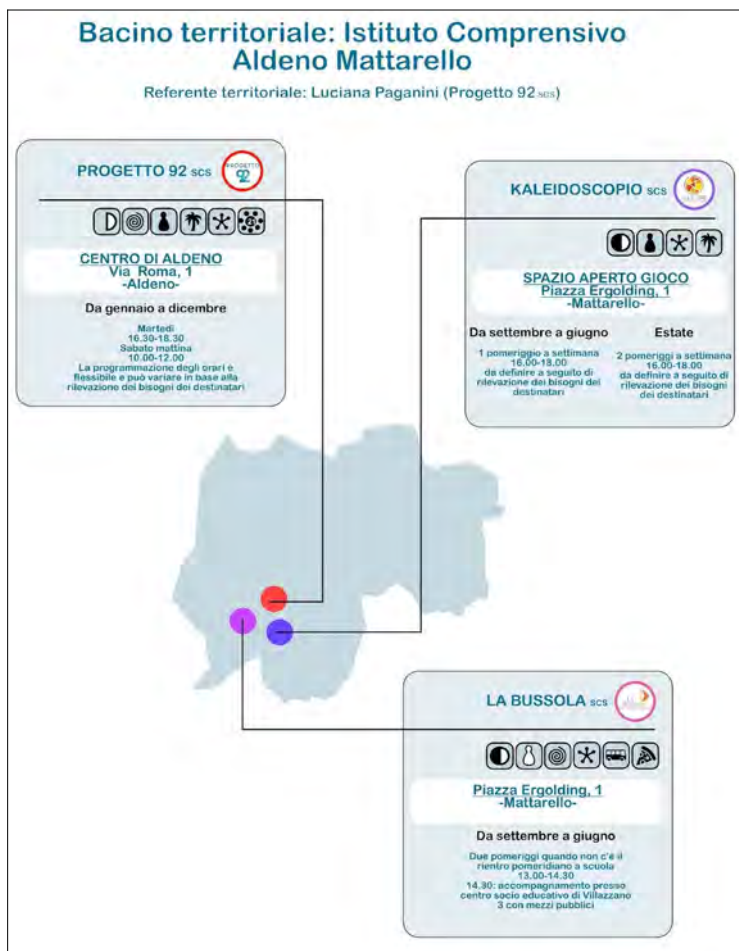 Bacino territoriale: Istituto Comprensivo
Aldeno Mattarello
Referente territoriale: Luciana Paganini (Progetto 92 scs)
PROGETTO 92 scs
PROGETTO
92
CENTRO DI ALDENO
Via Roma, 1
-Aldeno-
Da gennaio a dicembre
Martedì
16.30-18.30
Sabato mattina
10.00-12.00
La programmazione degli orari è
flessibile e può variare in base alla
rilevazione dei bisogni dei destinatari
KALEIDOSCOPIO scs
SPAZIO APERTO GIOCO
Piazza Ergolding, 1
-Mattarello-
Da settembre a giugno
1 pomeriggio a settimana
16.00-18.00
da definire a seguito di
rilevazione dei bisogni dei
destinatari
Estate
2 pomeriggi a settimana
16.00-18.00
da definire a seguito di
rilevazione dei bisogni
dei destinatari
LA BUSSOLA scs
Piazza Ergolding, 1
-Mattarello-
Da settembre a giugno
Due pomeriggi quando non c'è il
rientro pomeridiano a scuola
13.00-14.30
14.30: accompagnamento presso
centro socio educativo di Villazzano
3 con mezzi pubblici